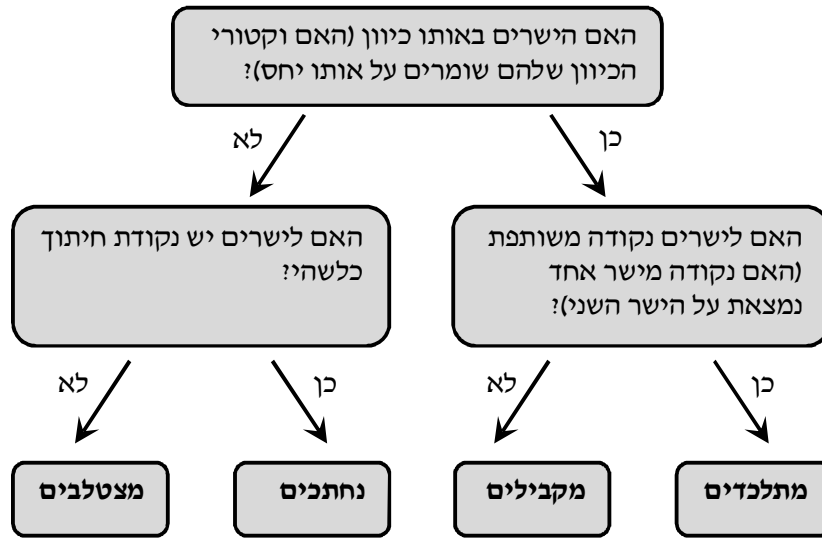 האם הישרים באותו כיוון (האם וקטורי
הכיוון שלהם שומרים על אותו יחס)?
כן
לא
האם לישרים נקודה משותפת
(האם נקודה מישר אחד
נמצאת על הישר השני)?
האם לישרים יש נקודת חיתוך
כלשהי?
כן
לא
כן
לא
מתלכדים
מקבילים
נחתכים
מצטלבים